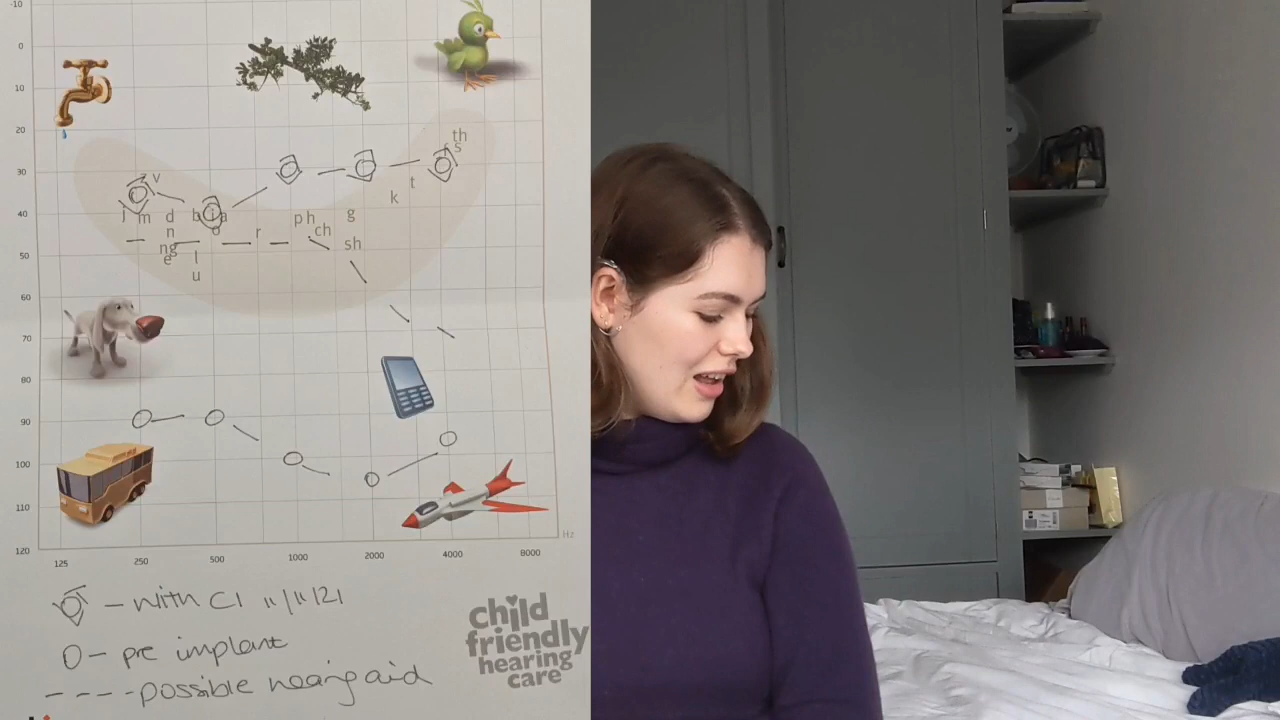 -10
0
10
20
30
40
50
60
70
80
90
100
110
120
th
s
v
t
k
j m d b i a
ph g
n o r ch
ng sh
e l
u
125 250 500 1000 2000 4000 8000 Hz
- with CI 11/11/21
O - pre implant
- - - - possible hearing aid
child
friendly
hearing
care